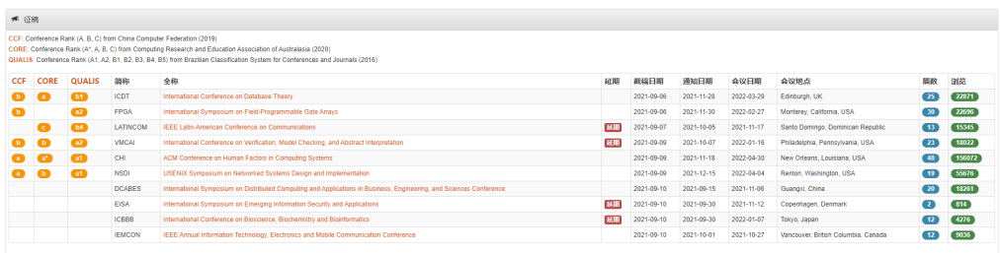 征稿
CCF: Conference Rank (A, B, C) from China Computer Federation (2019)
CORE: Conference Rank (A*, A, B, C) from Computing Research and Education Association of Australasia (2020)
QUALIS: Conference Rank (A1, A2, B1, B2, B3, B4, B5) from Brazilian Classification System for Conferences and Journals (2016)
CCF CORE QUALIS 简称 全称 延期 截稿日期 通知日期 会议日期 会议地点 届数 浏览
b a b1 ICDT International Conference on Database Theory 2021-09-06 2021-11-28 2022-03-29 Edinburgh, UK 25 22871
b a2 FPGA International Symposium on Field-Programmable Gate Arrays 2021-09-06 2021-11-30 2022-02-27 Monterey, California, USA 30 22696
c b4 LATINCOM IEEE Latin-American Conference on Communications 延期 2021-09-07 2021-10-05 2021-11-17 Santo Domingo, Dominican Republic 13 15345
b b a2 VMCAI International Conference on Verification, Model Checking, and Abstract Interpretation 延期 2021-09-09 2021-10-07 2022-01-16 Philadelphia, Pennsylvania, USA 23 18022
a a* a1 CHI ACM Conference on Human Factors in Computing Systems 2021-09-09 2021-11-18 2022-04-30 New Orleans, Louisiana, USA 40 156072
a b a1 NSDI USENIX Symposium on Networked Systems Design and Implementation 2021-09-09 2021-12-15 2022-04-04 Renton, Washington, USA 19 55676
DCABES International Symposium on Distributed Computing and Applications in Business, Engineering, and Sciences Conference 2021-09-10 2021-09-15 2021-11-06 Guangxi, China 20 18261
EISA International Symposium on Emerging Information Security and Applications 延期 2021-09-10 2021-09-30 2021-11-12 Copenhagen, Denmark 2 814
ICBBB International Conference on Bioscience, Biochemistry and Bioinformatics 延期 2021-09-10 2021-09-30 2022-01-07 Tokyo, Japan 12 4276
IEMCON IEEE Annual Information Technology, Electronics and Mobile Communication Conference 2021-09-10 2021-10-01 2021-10-27 Vancouver, British Columbia, Canada 12 9036